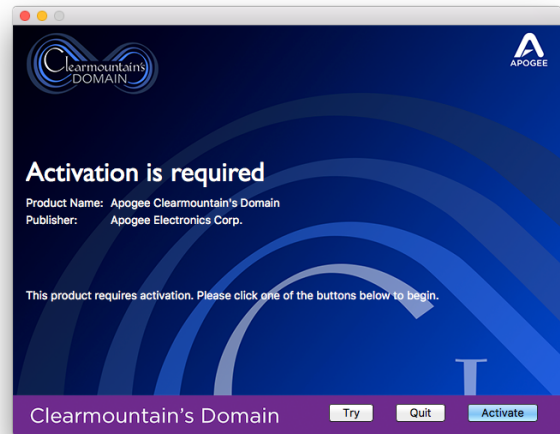 Clearmountain's
DOMAIN
APOGEE
Activation is required
Product Name: Apogee Clearmountain's Domain
Publisher: Apogee Electronics Corp.
This product requires activation. Please click one of the buttons below to begin.
Clearmountain's Domain
Try
Quit
Activate